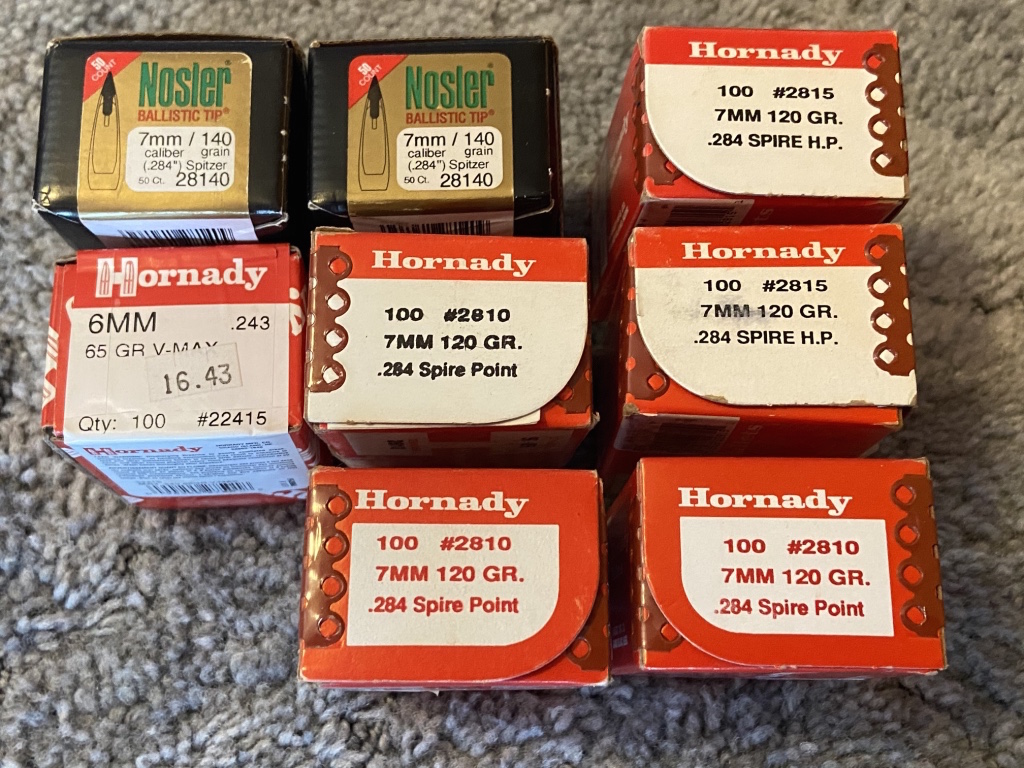 50
COUNT
Nosler®
BALLISTIC TIP®
7mm / 140
caliber grain
(.284") Spitzer
50 Ct. 28140
50
COUNT
Nosler®
BALLISTIC TIP®
7mm / 140
caliber grain
(.284") Spitzer
50 Ct. 28140
Hornady
100 #2815
7MM 120 GR.
.284 SPIRE H.P.
Hornady
6MM .243
65 GR V-MAX
16.43
Qty: 100 #22415
Hornady
Hornady
100 #2810
7MM 120 GR.
.284 Spire Point
Hornady
100 #2815
7MM 120 GR.
.284 SPIRE H.P.
Hornady
100 #2810
7MM 120 GR.
.284 Spire Point
Hornady
100 #2810
7MM 120 GR.
.284 Spire Point